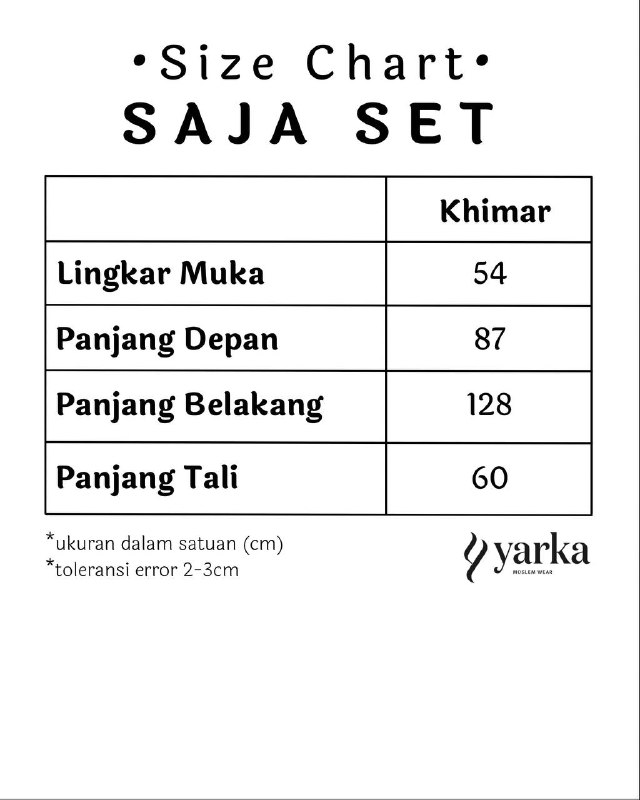 •Size Chart•
SAJA SET
Khimar
Lingkar Muka 54
Panjang Depan 87
Panjang Belakang 128
Panjang Tali 60
*ukuran dalam satuan (cm)
*toleransi error 2-3cm
yarka
MOSLEM WEAR